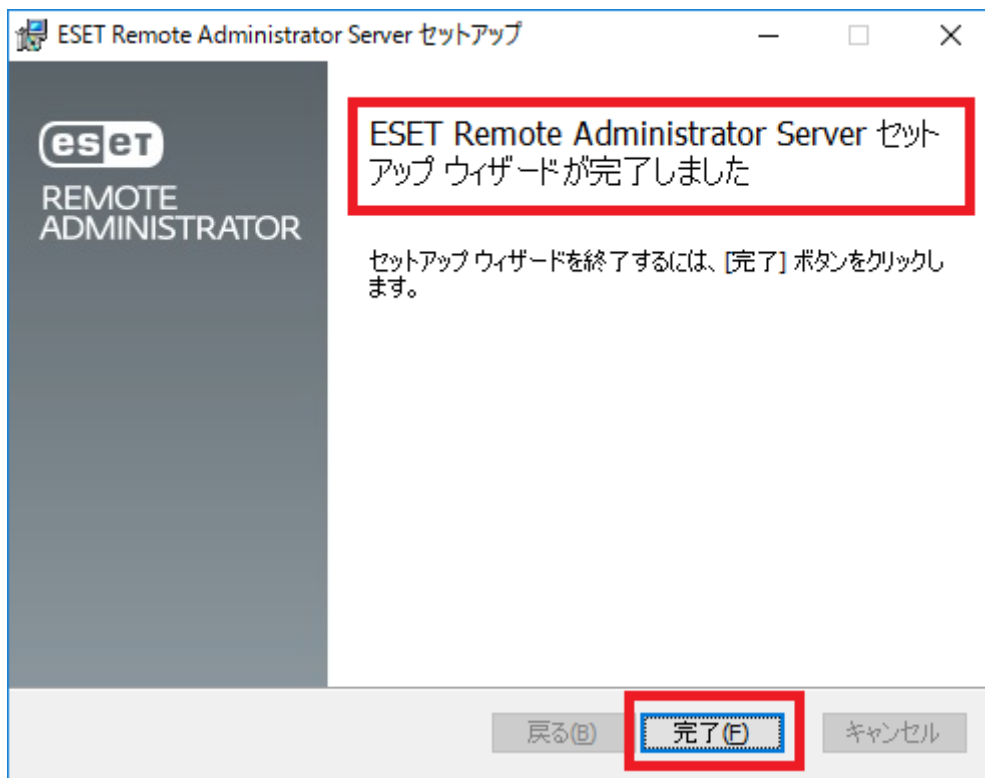 ESET Remote Administrator Server セットアップ
eseT
REMOTE
ADMINISTRATOR
ESET Remote Administrator Server セット
アップ ウィザードが完了しました
セットアップ ウィザードを終了するには、[完了] ボタンをクリックし
ます。
戻る(B)
完了(F)
キャンセル